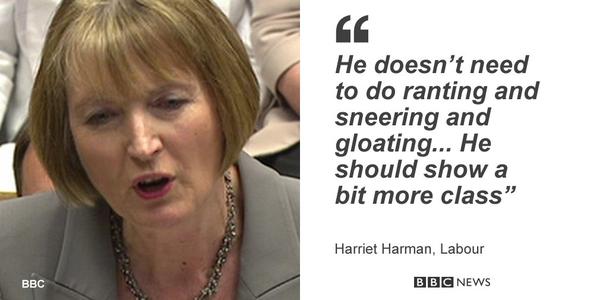 “
He doesn’t need
to do ranting and
sneering and
gloating... He
should show a
bit more class”
Harriet Harman, Labour
BBC
BBC NEWS